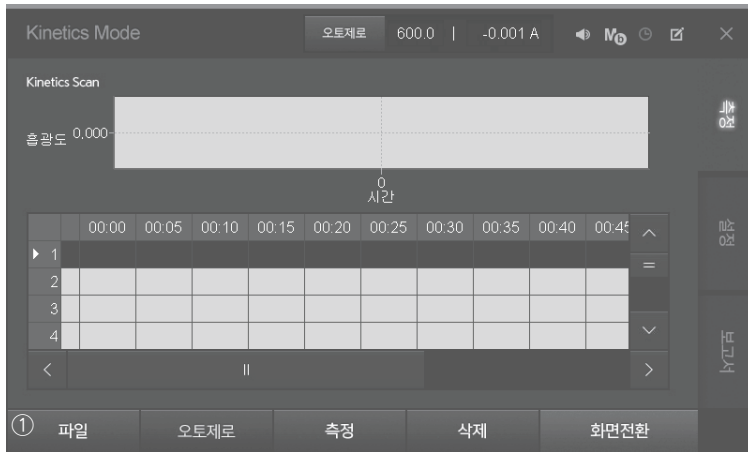 Kinetics Mode 오토제로 600.0 | -0.001 A Mb
Kinetics Scan
흡광도 0.000
0
시간
00:00 00:05 00:10 00:15 00:20 00:25 00:30 00:35 00:40 00:45
1
2
3
4
① 파일 오토제로 측정 삭제 화면전환
측정
설정
보고서